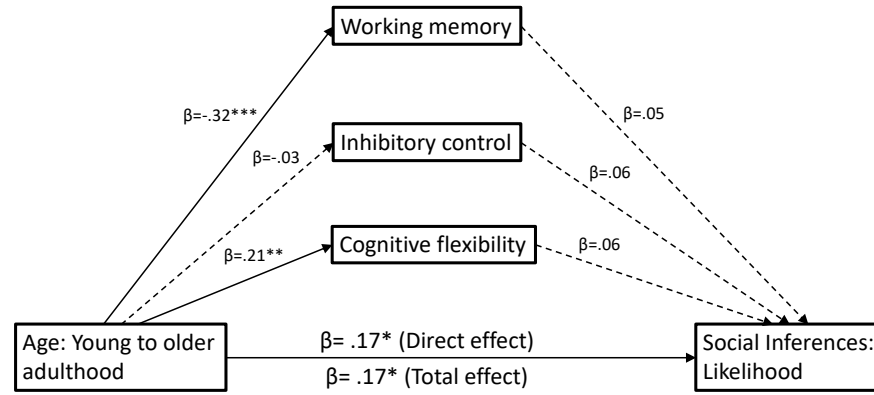 Working memory
β=-.32***
β=.05
Inhibitory control
β=-.03
β=.06
Cognitive flexibility
β=.21**
β=.06
Age: Young to older
adulthood
β= .17* (Direct effect)
β= .17* (Total effect)
Social Inferences:
Likelihood